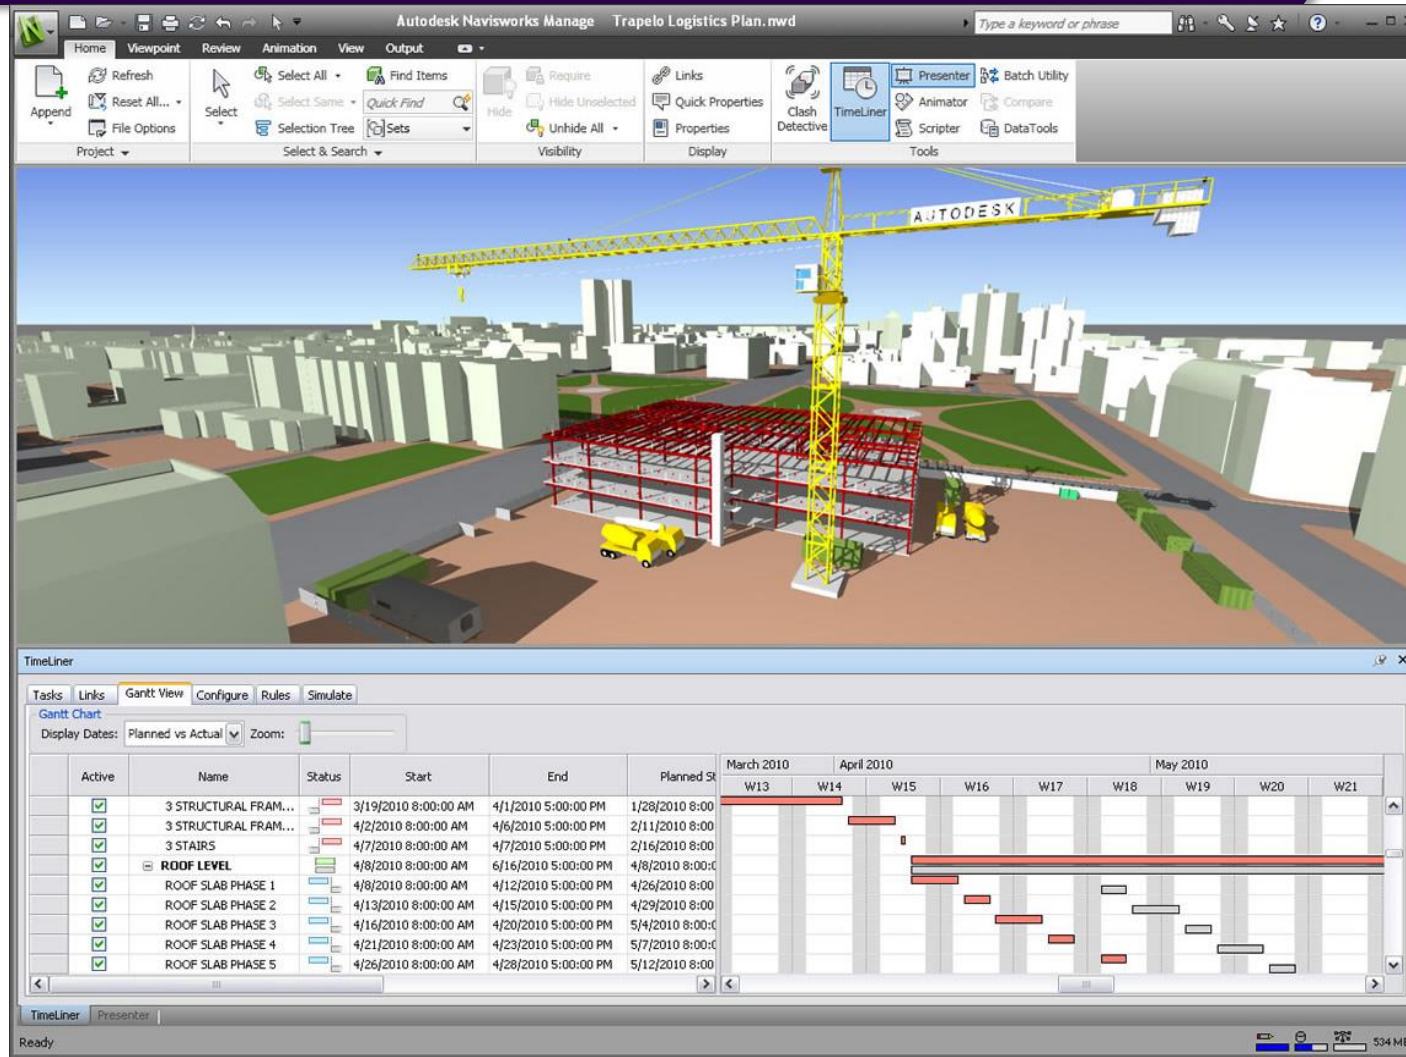 Autodesk Navisworks Manage Trapelo Logistics Plan.nwd
Type a keyword or phrase
Home Viewpoint Review Animation View Output
Append
Refresh
Reset All...
File Options
Project
Select
Select All
Select Same
Selection Tree
Find Items
Quick Find
Sets
Select & Search
Hide
Require
Hide Unselected
Unhide All
Visibility
Links
Quick Properties
Properties
Display
Clash
Detective
TimeLiner
Presenter
Animator
Scripter
Batch Utility
Compare
DataTools
Tools
AUTODESK
TimeLiner
Tasks Links Gantt View Configure Rules Simulate
Gantt Chart
Display Dates: Planned vs Actual Zoom:
Active Name Status Start End Planned St
March 2010 April 2010 May 2010
W13 W14 W15 W16 W17 W18 W19 W20 W21
3 STRUCTURAL FRAM... 3/19/2010 8:00:00 AM 4/1/2010 5:00:00 PM 1/28/2010 8:00
3 STRUCTURAL FRAM... 4/2/2010 8:00:00 AM 4/6/2010 5:00:00 PM 2/11/2010 8:00
3 STAIRS 4/7/2010 8:00:00 AM 4/7/2010 5:00:00 PM 2/16/2010 8:00
ROOF LEVEL 4/8/2010 8:00:00 AM 6/16/2010 5:00:00 PM 4/8/2010 8:00:0
ROOF SLAB PHASE 1 4/8/2010 8:00:00 AM 4/12/2010 5:00:00 PM 4/26/2010 8:00
ROOF SLAB PHASE 2 4/13/2010 8:00:00 AM 4/15/2010 5:00:00 PM 4/29/2010 8:00
ROOF SLAB PHASE 3 4/16/2010 8:00:00 AM 4/20/2010 5:00:00 PM 5/4/2010 8:00:0
ROOF SLAB PHASE 4 4/21/2010 8:00:00 AM 4/23/2010 5:00:00 PM 5/7/2010 8:00:0
ROOF SLAB PHASE 5 4/26/2010 8:00:00 AM 4/28/2010 5:00:00 PM 5/12/2010 8:00
TimeLiner Presenter
Ready
534 MB